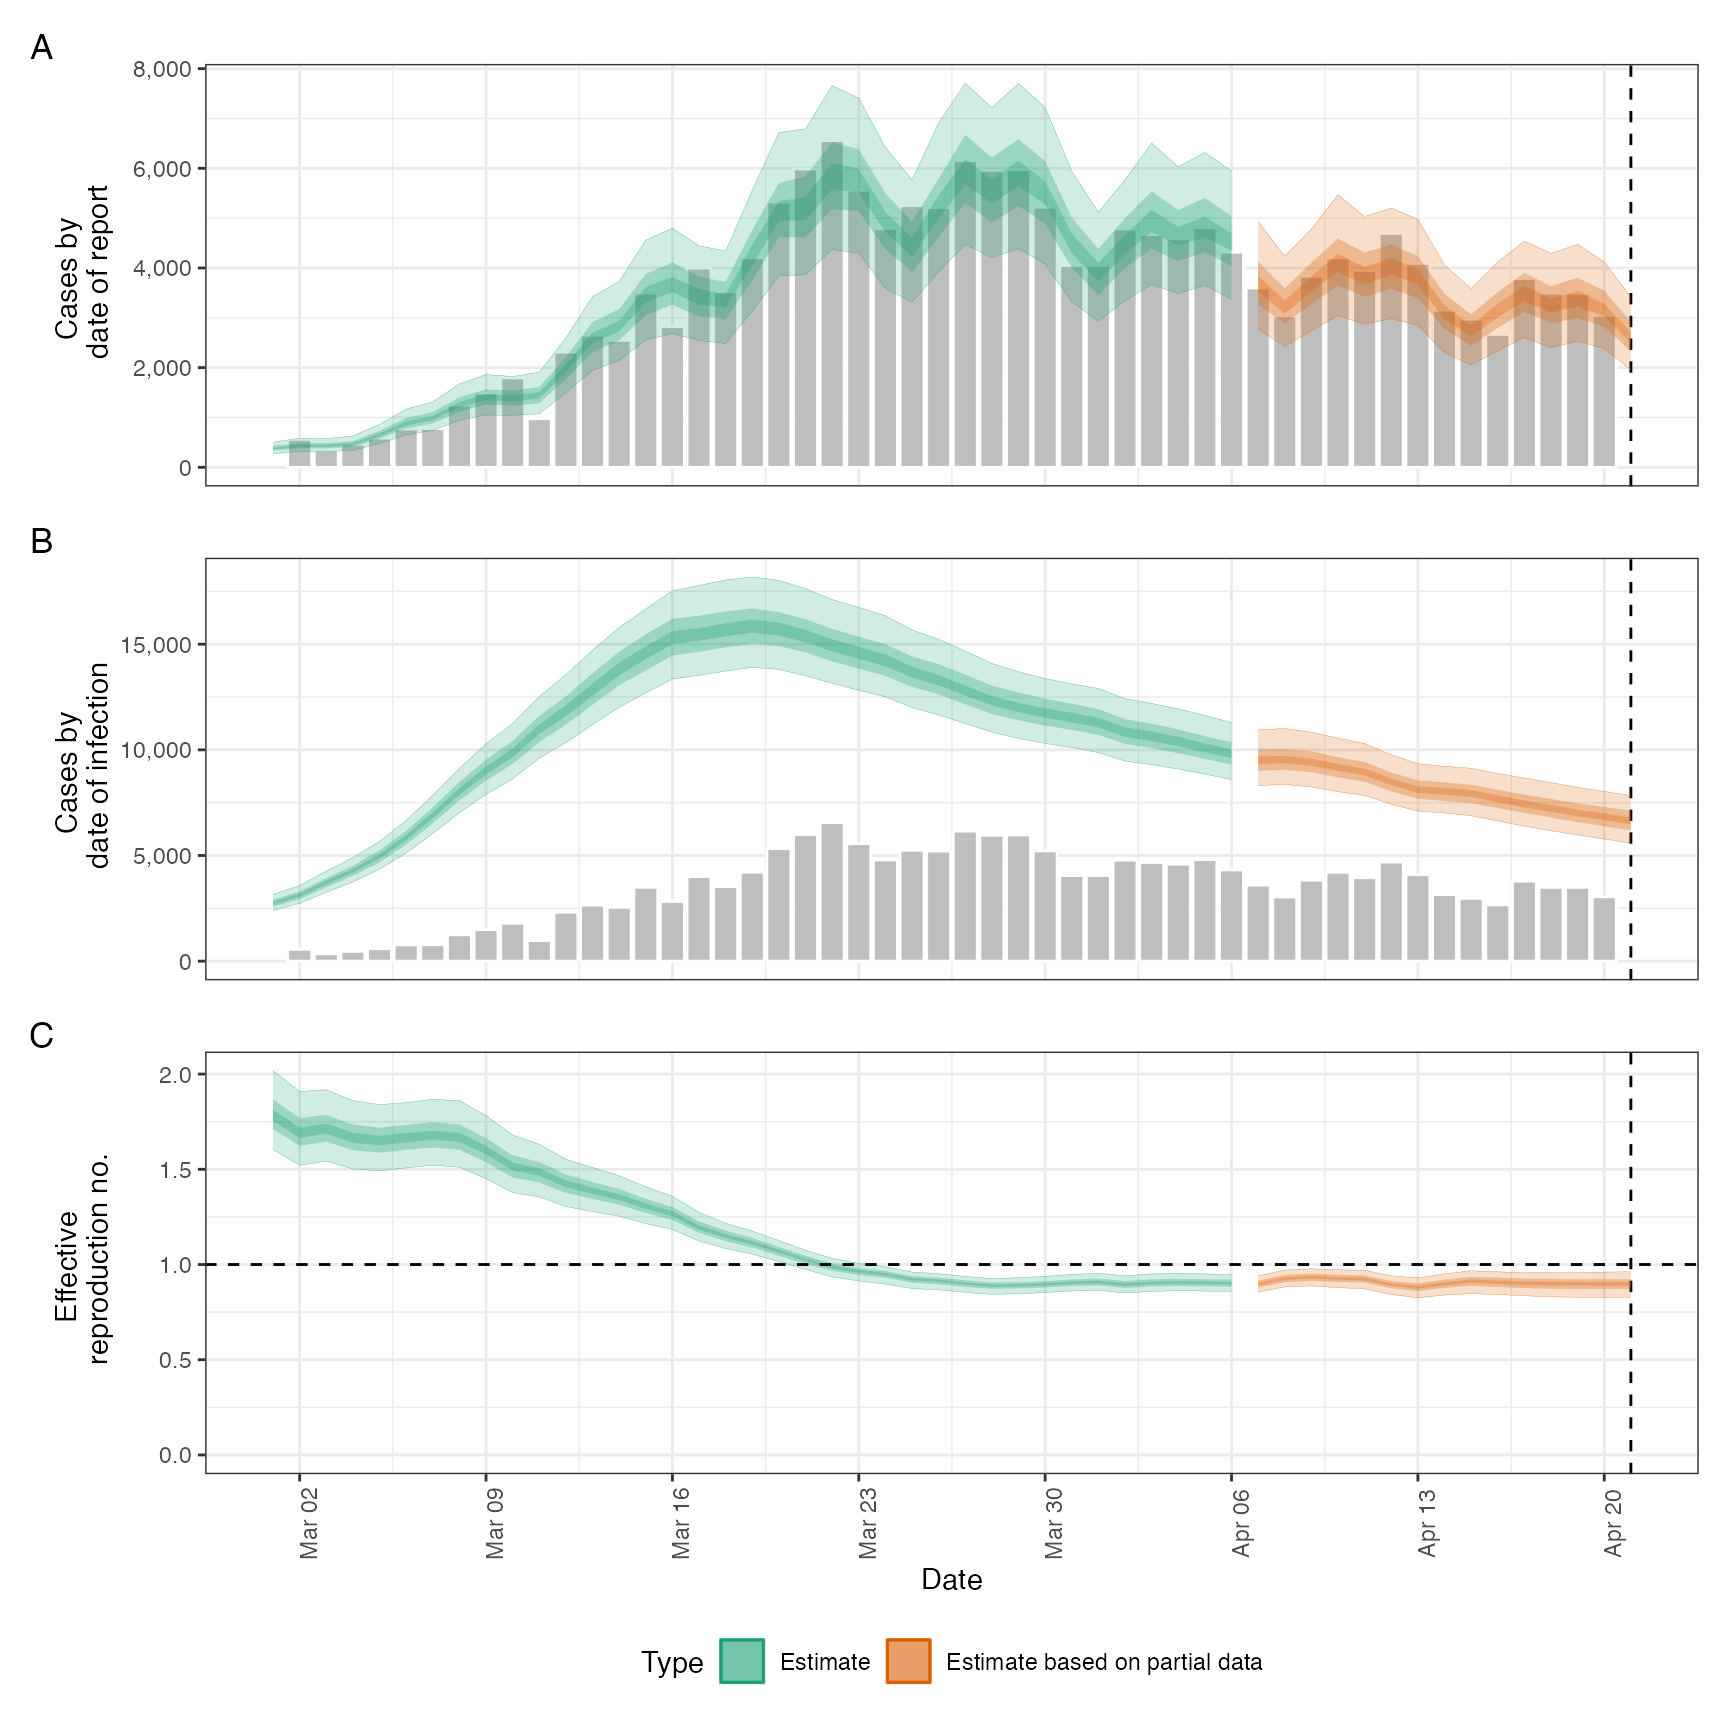 A
8,000
6,000
4,000
2,000
0
Cases by
date of report
B
15,000
10,000
5,000
0
Cases by
date of infection
C
2.0
1.5
1.0
0.5
0.0
Effective
reproduction no.
Mar 02
Mar 09
Mar 16
Mar 23
Mar 30
Apr 06
Apr 13
Apr 20
Date
Type
Estimate
Estimate based on partial data